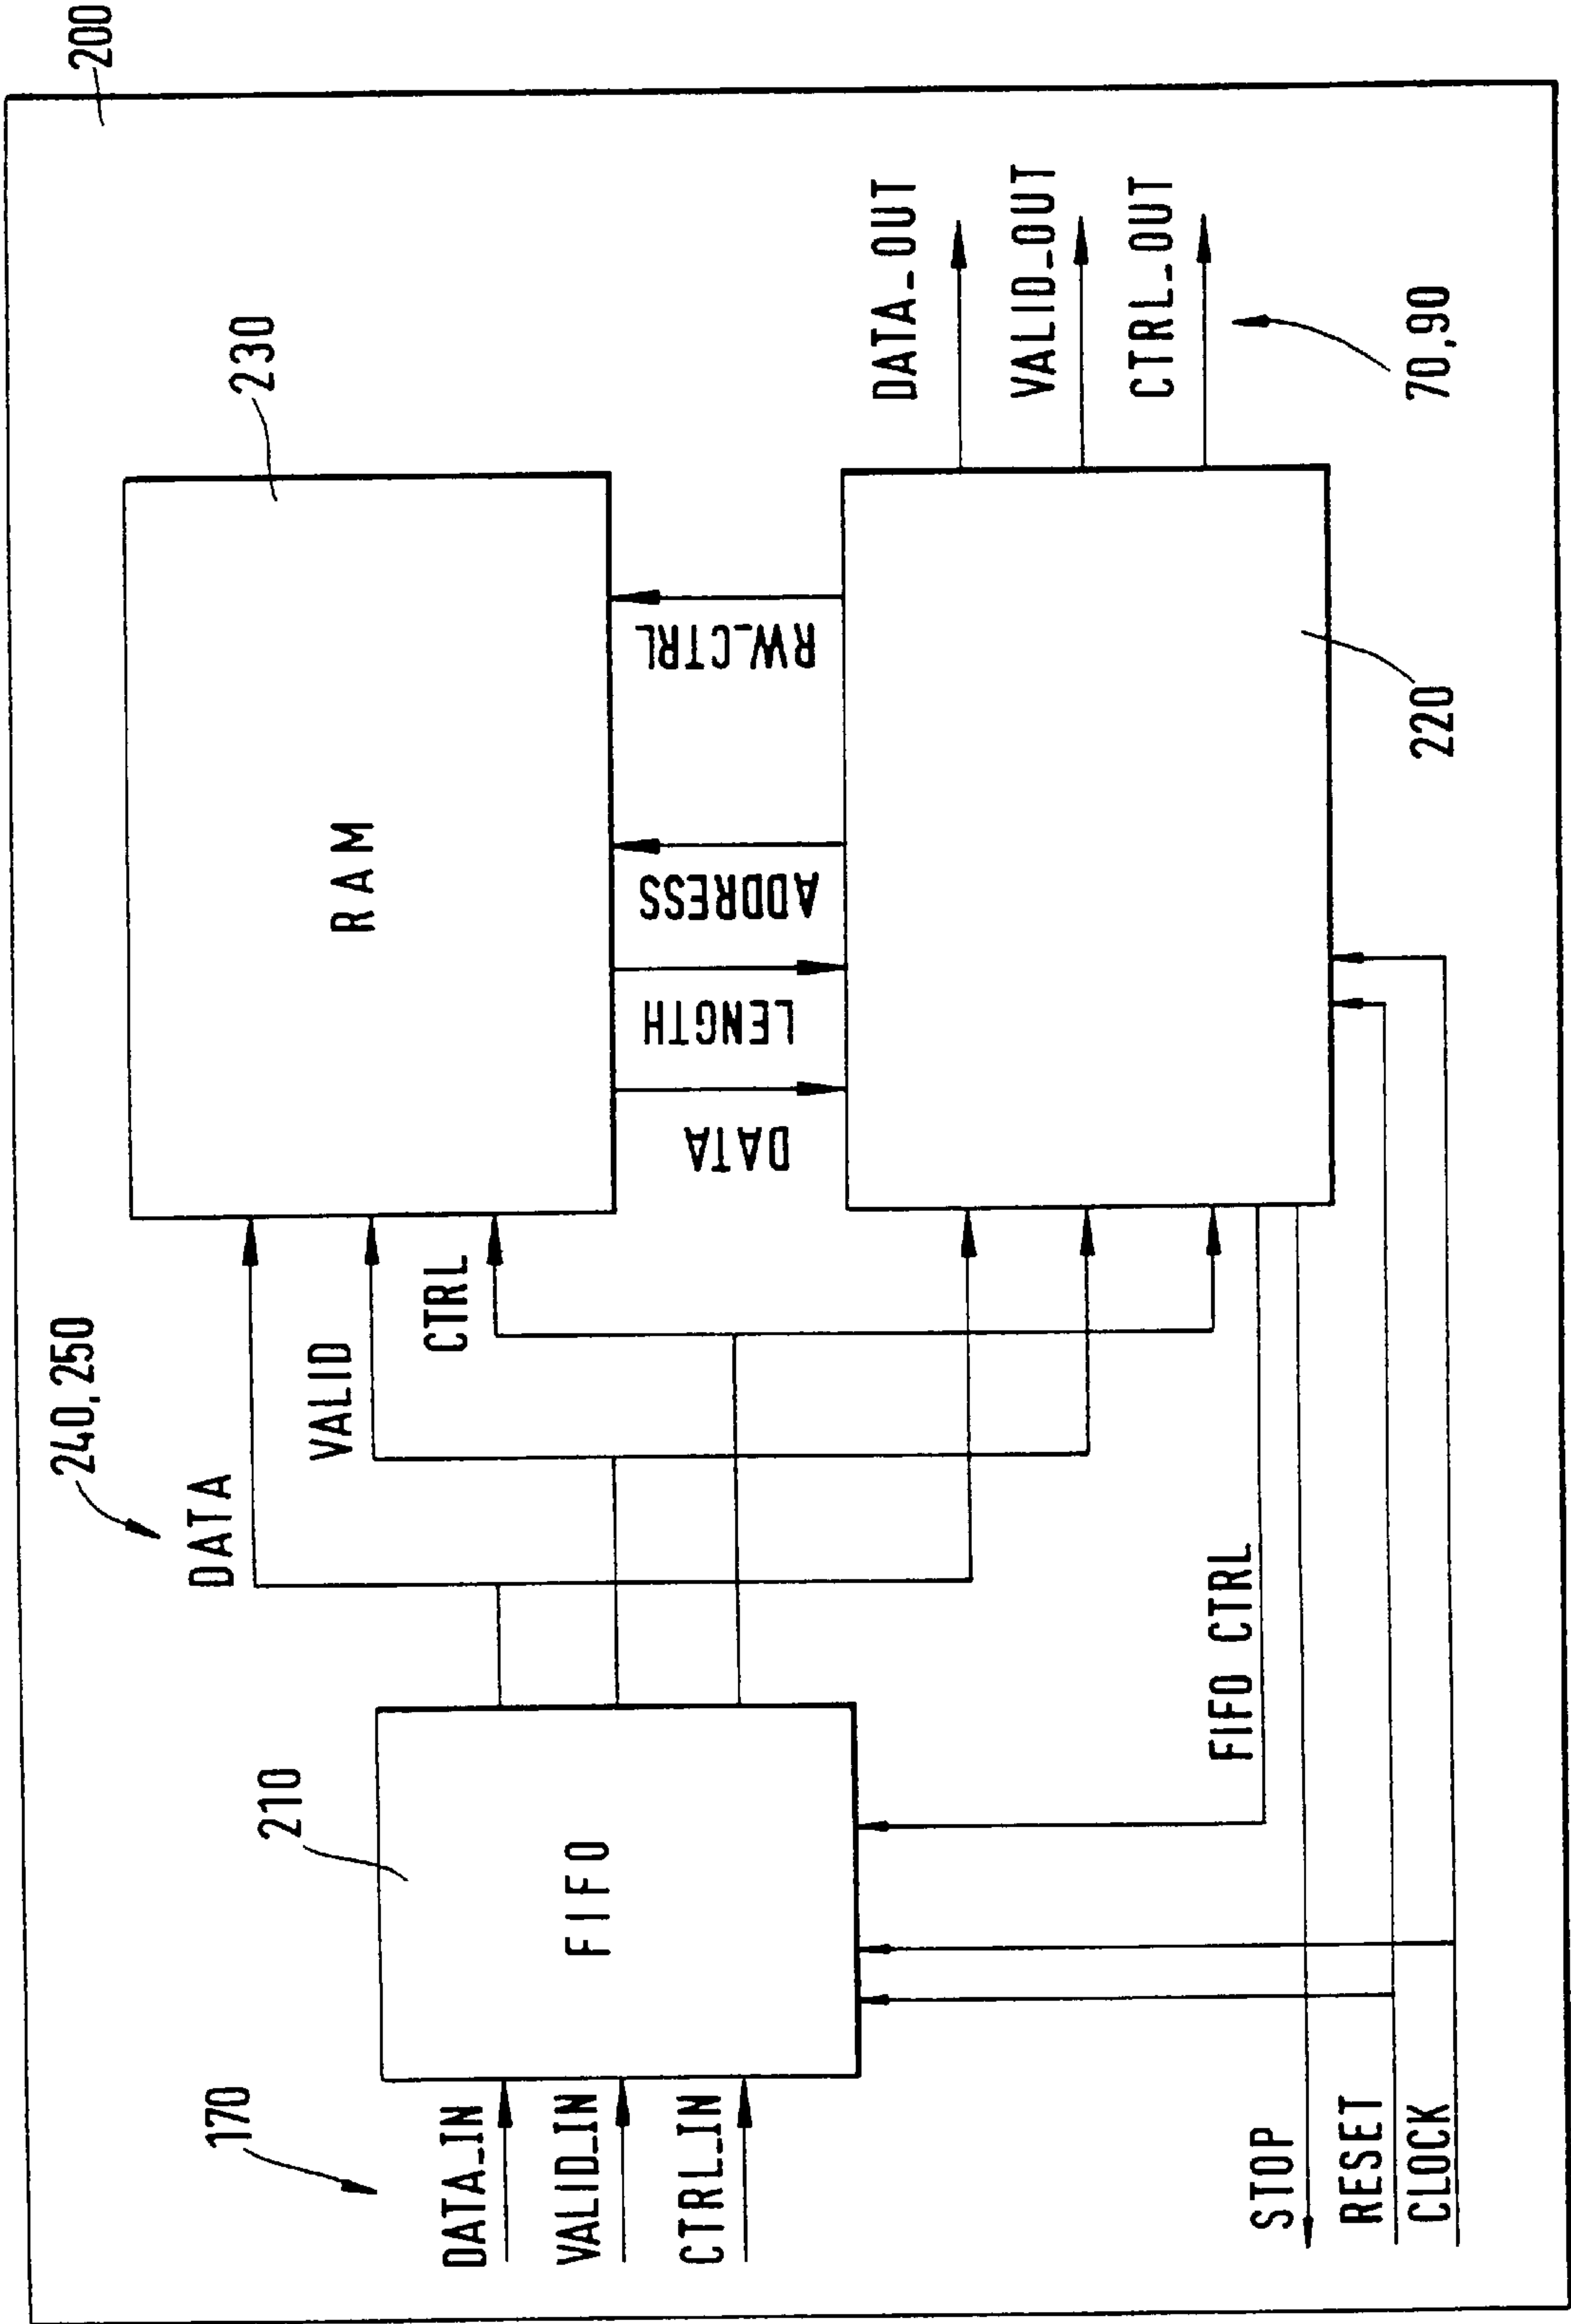 200
230
RAM
240,250
DATA
VALID
CTRL
DATA
LENGTH
ADDRESS
RW_CTRL
DATA_OUT
VALID_OUT
CTRL_OUT
70,90
220
210
FIFO
170
DATA_IN
VALID_IN
CTRL_IN
FIFO CTRL
STOP
RESET
CLOCK